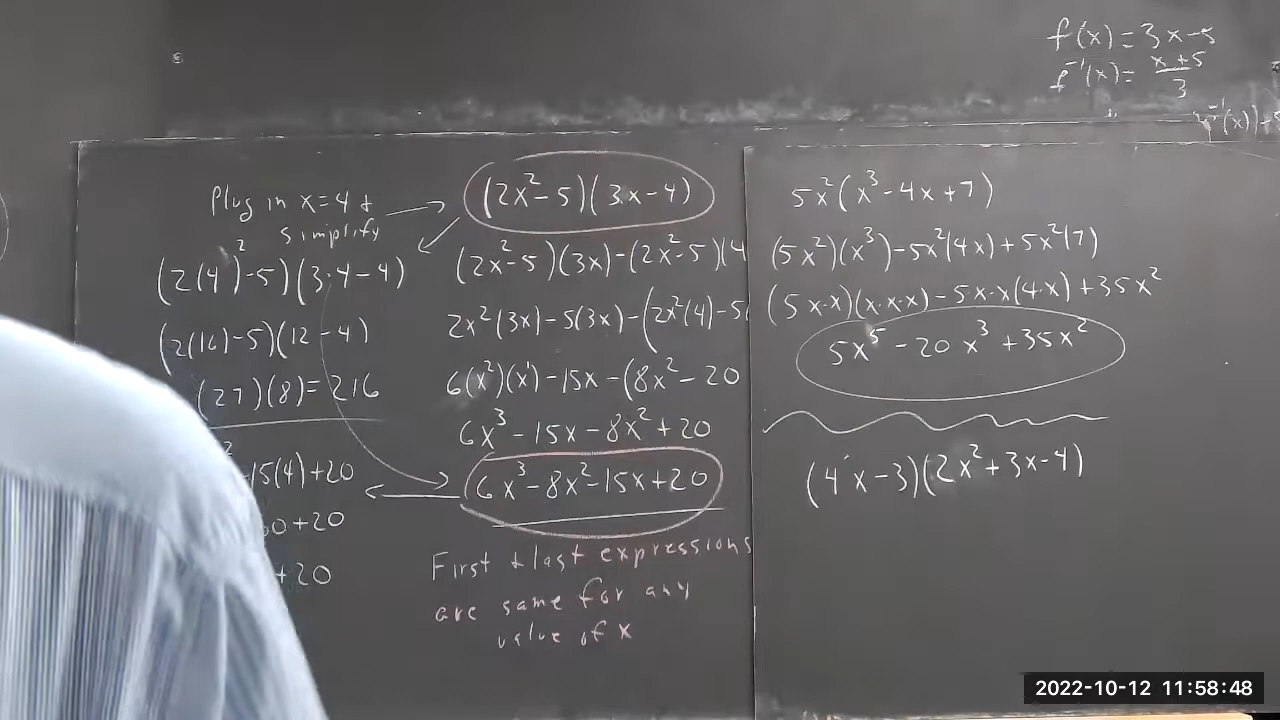 f(x) = 3x-5
f⁻¹(x) = (x+5)/3
Plug in x=4 &
simplify
(2(4)²-5)(3·4-4)
(2(16)-5)(12-4)
(27)(8)=216
-15(4)+20
+20
+20
(2x²-5)(3x-4)
(2x²-5)(3x)-(2x²-5)(4
2x²(3x)-5(3x)-(2x²(4)-5(
6(x²)(x¹)-15x-(8x²-20
6x³-15x-8x²+20
6x³-8x²-15x+20
First & last expressions
are same for any
value of x
5x²(x³-4x+7)
(5x²)(x³)-5x²(4x)+5x²(7)
(5x·x)(x·x·x)-5x·x(4·x)+35x²
5x⁵-20x³+35x²
(4x-3)(2x²+3x-4)
2022-10-12 11:58:48